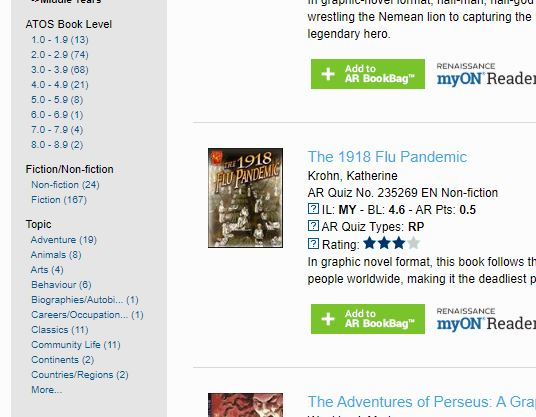 ->Middle Years
ATOS Book Level
1.0 - 1.9 (13)
2.0 - 2.9 (74)
3.0 - 3.9 (68)
4.0 - 4.9 (21)
5.0 - 5.9 (8)
6.0 - 6.9 (1)
7.0 - 7.9 (4)
8.0 - 8.9 (2)
Fiction/Non-fiction
Non-fiction (24)
Fiction (167)
Topic
Adventure (19)
Animals (8)
Arts (4)
Behaviour (6)
Biographies/Autobi... (1)
Careers/Occupation... (1)
Classics (11)
Community Life (11)
Continents (2)
Countries/Regions (2)
More...
In graphic-novel format, half-man, half-god
wrestling the Nemean lion to capturing the
legendary hero.
+ Add to
AR BookBag™
RENAISSANCE
myON® Reader
THE 1918
FLU PANDEMIC
The 1918 Flu Pandemic
Krohn, Katherine
AR Quiz No. 235269 EN Non-fiction
? IL: MY - BL: 4.6 - AR Pts: 0.5
? AR Quiz Types: RP
? Rating:
In graphic novel format, this book follows th
people worldwide, making it the deadliest p
+ Add to
AR BookBag™
RENAISSANCE
myON® Reader
The Adventures of Perseus: A Gra